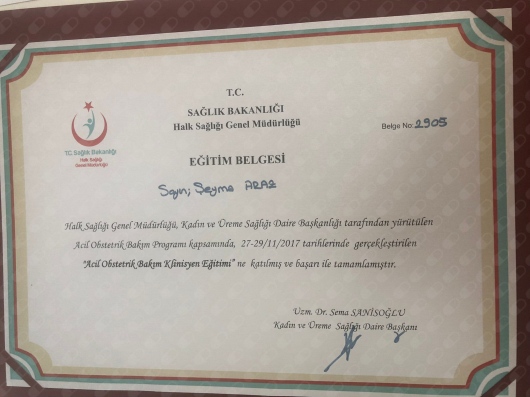 T.C.
SAĞLIK BAKANLIĞI
Halk Sağlığı Genel Müdürlüğü
Belge No: 2905
T.C. Sağlık Bakanlığı
Halk Sağlığı
Genel Müdürlüğü
EĞİTİM BELGESİ
Sayın; Şeyma ARAZ
Halk Sağlığı Genel Müdürlüğü, Kadın ve Üreme Sağlığı Daire Başkanlığı tarafından yürütülen
Acil Obstetrik Bakım Programı kapsamında, 27-29/11/2017 tarihlerinde gerçekleştirilen
"Acil Obstetrik Bakım Klinisyen Eğitimi" ne katılmış ve başarı ile tamamlamıştır.
Uzm. Dr. Sema SANİSOĞLU
Kadın ve Üreme Sağlığı Daire Başkanı